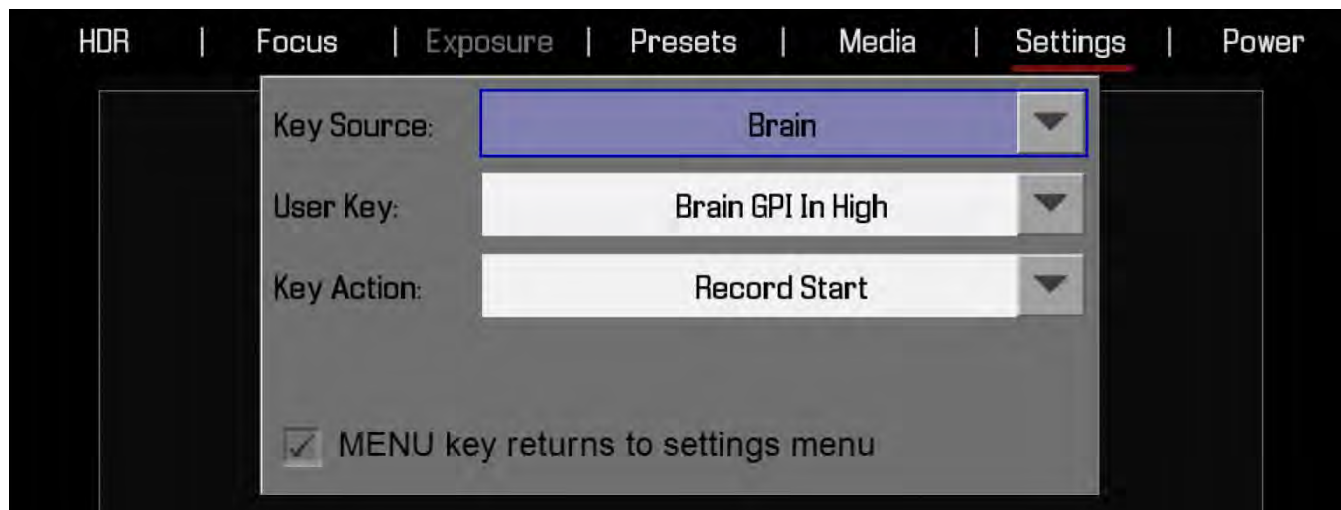 HDR | Focus | Exposure | Presets | Media | Settings | Power
Key Source: Brain
User Key: Brain GPI In High
Key Action: Record Start
MENU key returns to settings menu